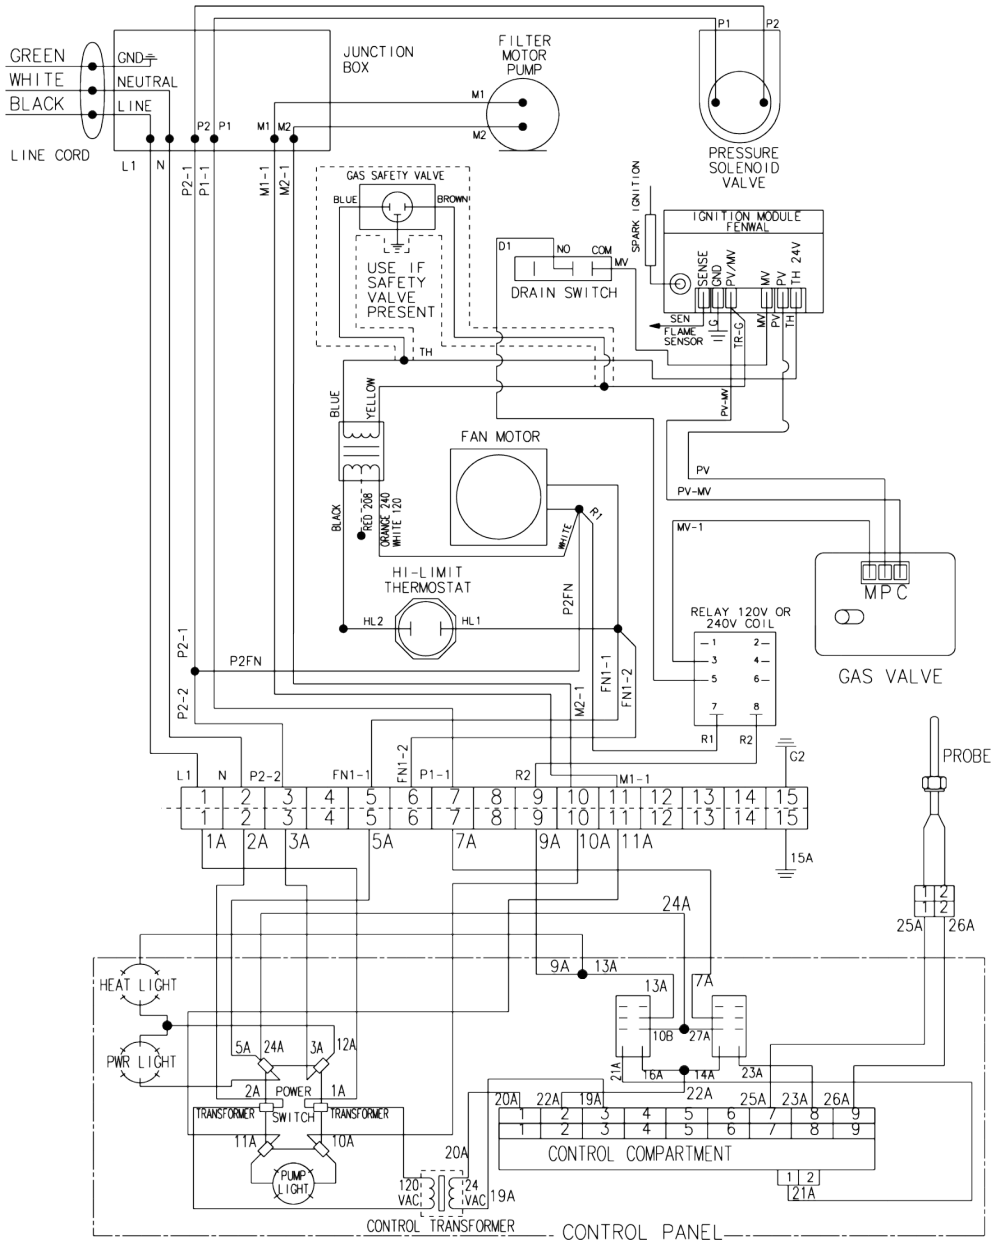 P1 P2
GREEN
WHITE
BLACK
GND
NEUTRAL
LINE
LINE CORD
JUNCTION
BOX
FILTER
MOTOR
PUMP
M1
M2
P2 P1
M1 M2
L1 N
P2-1
P1-1
M1-1
M2-1
PRESSURE
SOLENOID
VALVE
GAS SAFETY VALVE
BLUE
BROWN
USE IF
SAFETY
VALVE
PRESENT
D1
NO COM
MV
DRAIN SWITCH
SPARK IGNITION
IGNITION MODULE
FENWAL
SENSE
GND
PV/MV
MV
PV
TH 24V
SEN
FLAME
SENSOR
G
TR-G
MV
PV
TH
TH
BLUE
YELLOW
PV-MV
FAN MOTOR
PV
PV-MV
MV-1
BLACK
RED 208
ORANGE 240
WHITE 120
WHITE
R1
HI-LIMIT
THERMOSTAT
HL2
HL1
P2FN
RELAY 120V OR
240V COIL
1 2
3 4
5 6
7 8
R1 R2
MPC
GAS VALVE
P2-1
P2FN
P2-2
FN1-1
FN1-2
M2-1
G2
PROBE
L1 N P2-2 FN1-1 FN1-2 P1-1 R2 M1-1
1 2 3 4 5 6 7 8 9 10 11 12 13 14 15
1 2 3 4 5 6 7 8 9 10 11 12 13 14 15
1A 2A 3A 5A 7A 9A 10A 11A
15A
1 2
1 2
25A 26A
24A
9A 13A
HEAT LIGHT
13A 7A
10B 27A
PWR LIGHT
5A 24A 3A 12A
21A
16A 14A
23A
22A
2A 1A
POWER
SWITCH
TRANSFORMER
TRANSFORMER
11A 10A
PUMP
LIGHT
20A 22A 19A 25A 23A 26A
1 2 3 4 5 6 7 8 9
1 2 3 4 5 6 7 8 9
CONTROL COMPARTMENT
1 2
21A
20A
120
VAC
24
VAC
19A
CONTROL TRANSFORMER
CONTROL PANEL